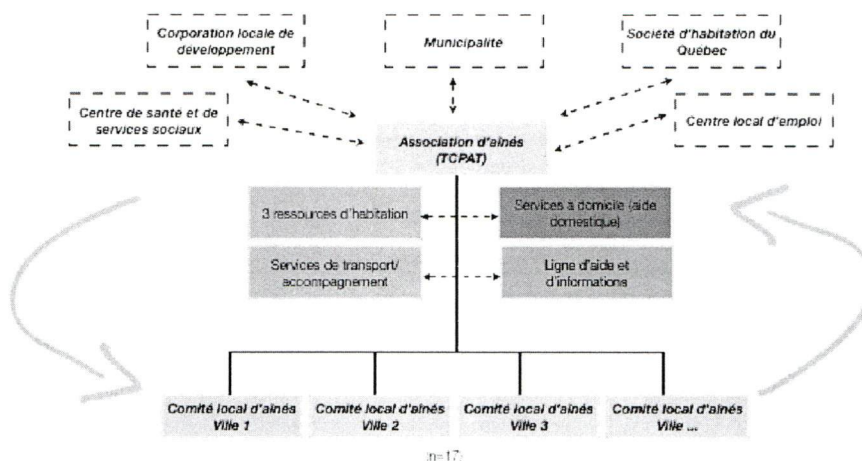 Corporation locale de
développement
Municipalité
Société d'habitation du
Québec
Centre de santé et de
services sociaux
Centre local d'emploi
Association d'aînés
(TCPAT)
3 ressources d'habitation
Services à domicile (aide
domestique)
Services de transport/
accompagnement
Ligne d'aide et
d'informations
Comité local d'aînés
Ville 1
Comité local d'aînés
Ville 2
Comité local d'aînés
Ville 3
Comité local d'aînés
Ville ...
(n=17)